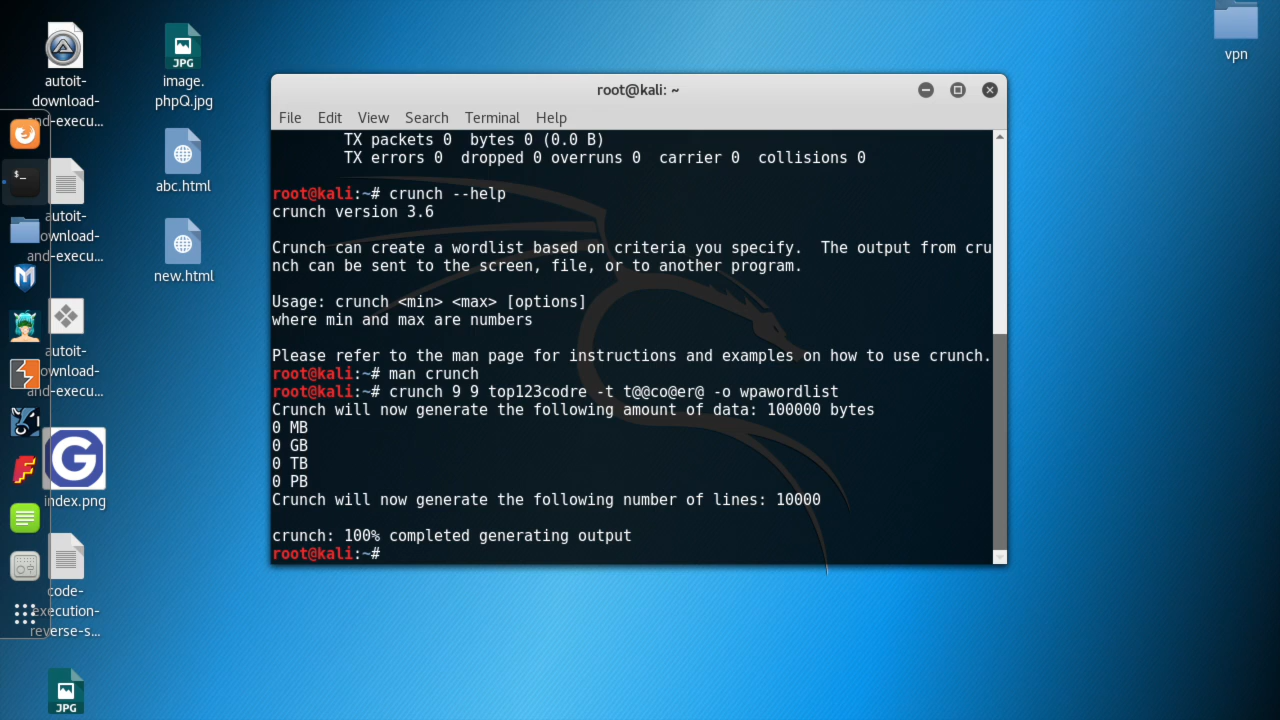 autoit-
download-
and-execu...
image.
phpQ.jpg
JPG
abc.html
new.html
autoit-
ownload-
and-execu...
autoit-
ownload-
and-execu...
G
index.png
code-
execution-
reverse-s...
JPG
vpn
root@kali: ~
File Edit View Search Terminal Help
TX packets 0  bytes 0 (0.0 B)
TX errors 0  dropped 0 overruns 0  carrier 0  collisions 0
root@kali:~# crunch --help
crunch version 3.6
Crunch can create a wordlist based on criteria you specify.  The output from cru
nch can be sent to the screen, file, or to another program.
Usage: crunch <min> <max> [options]
where min and max are numbers
Please refer to the man page for instructions and examples on how to use crunch.
root@kali:~# man crunch
root@kali:~# crunch 9 9 top123codre -t t@@co@er@ -o wpawordlist
Crunch will now generate the following amount of data: 100000 bytes
0 MB
0 GB
0 TB
0 PB
Crunch will now generate the following number of lines: 10000
crunch: 100% completed generating output
root@kali:~#